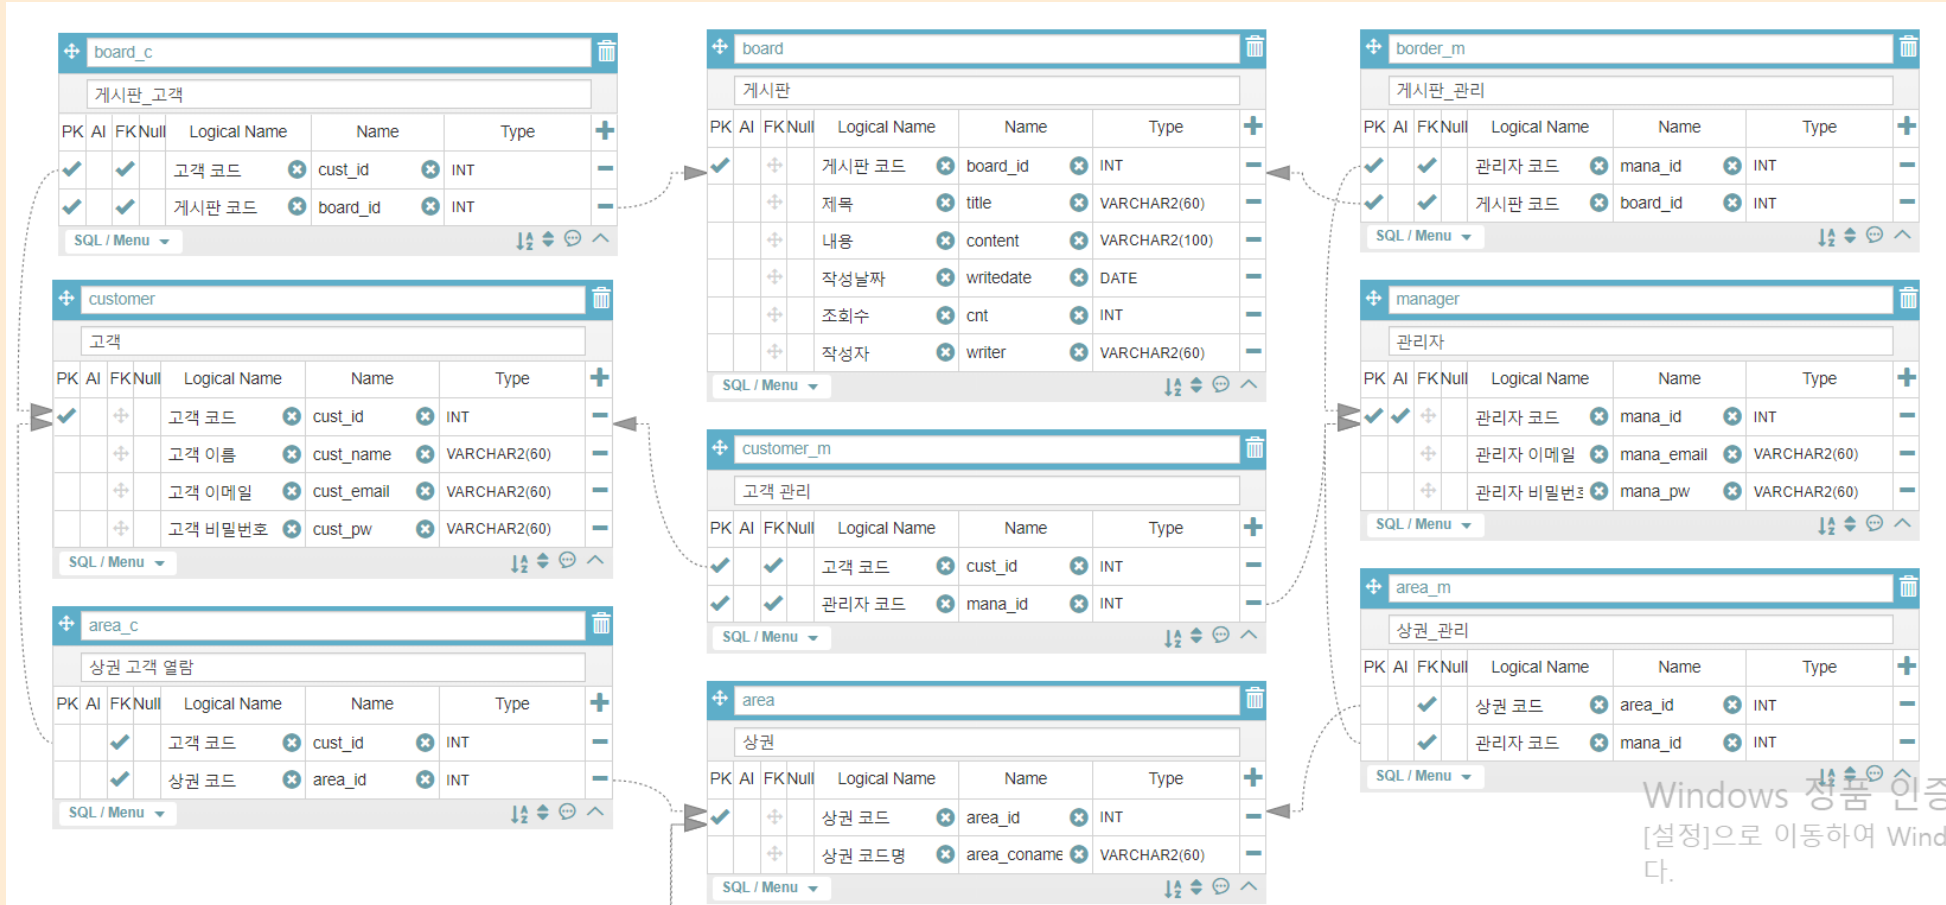 board_c
게시판_고객
PK AI FK Null Logical Name Name Type
고객 코드 cust_id INT
게시판 코드 board_id INT
SQL / Menu
customer
고객
PK AI FK Null Logical Name Name Type
고객 코드 cust_id INT
고객 이름 cust_name VARCHAR2(60)
고객 이메일 cust_email VARCHAR2(60)
고객 비밀번호 cust_pw VARCHAR2(60)
SQL / Menu
area_c
상권 고객 열람
PK AI FK Null Logical Name Name Type
고객 코드 cust_id INT
상권 코드 area_id INT
SQL / Menu
board
게시판
PK AI FK Null Logical Name Name Type
게시판 코드 board_id INT
제목 title VARCHAR2(60)
내용 content VARCHAR2(100)
작성날짜 writedate DATE
조회수 cnt INT
작성자 writer VARCHAR2(60)
SQL / Menu
customer_m
고객 관리
PK AI FK Null Logical Name Name Type
고객 코드 cust_id INT
관리자 코드 mana_id INT
SQL / Menu
area
상권
PK AI FK Null Logical Name Name Type
상권 코드 area_id INT
상권 코드명 area_coname VARCHAR2(60)
SQL / Menu
border_m
게시판_관리
PK AI FK Null Logical Name Name Type
관리자 코드 mana_id INT
게시판 코드 board_id INT
SQL / Menu
manager
관리자
PK AI FK Null Logical Name Name Type
관리자 코드 mana_id INT
관리자 이메일 mana_email VARCHAR2(60)
관리자 비밀번 mana_pw VARCHAR2(60)
SQL / Menu
area_m
상권_관리
PK AI FK Null Logical Name Name Type
상권 코드 area_id INT
관리자 코드 mana_id INT
SQL / Menu
Windows 정품 인증
[설정]으로 이동하여 Wind
다.